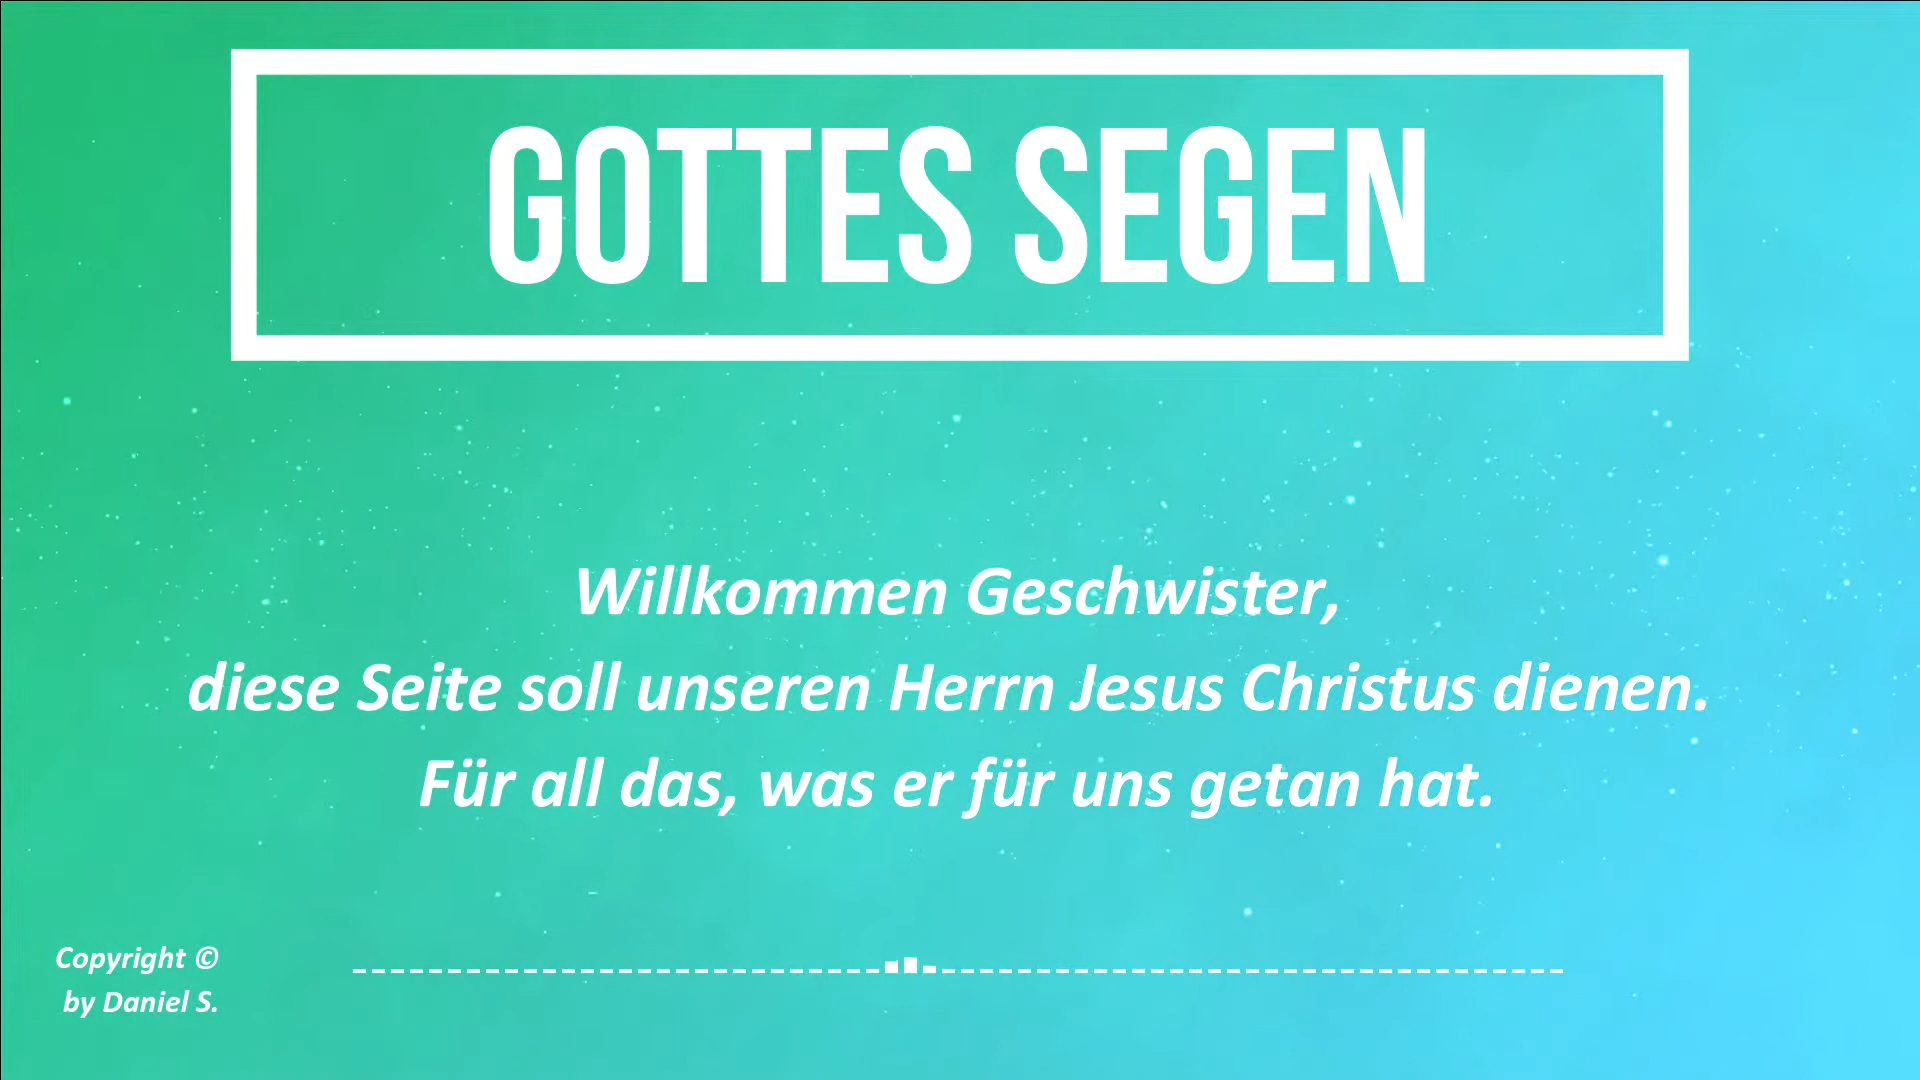 GOTTES SEGEN
Willkommen Geschwister,
diese Seite soll unseren Herrn Jesus Christus dienen.
Für all das, was er für uns getan hat.
Copyright ©
by Daniel S.